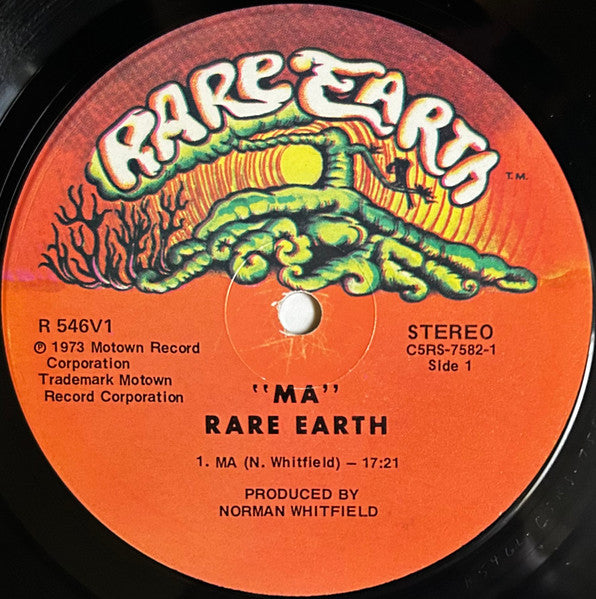 RARE EARTH
T.M.
R 546V1
℗ 1973 Motown Record
Corporation
Trademark Motown
Record Corporation
STEREO
C5RS-7582-1
Side 1
"MA"
RARE EARTH
1. MA (N. Whitfield) – 17:21
PRODUCED BY
NORMAN WHITFIELD